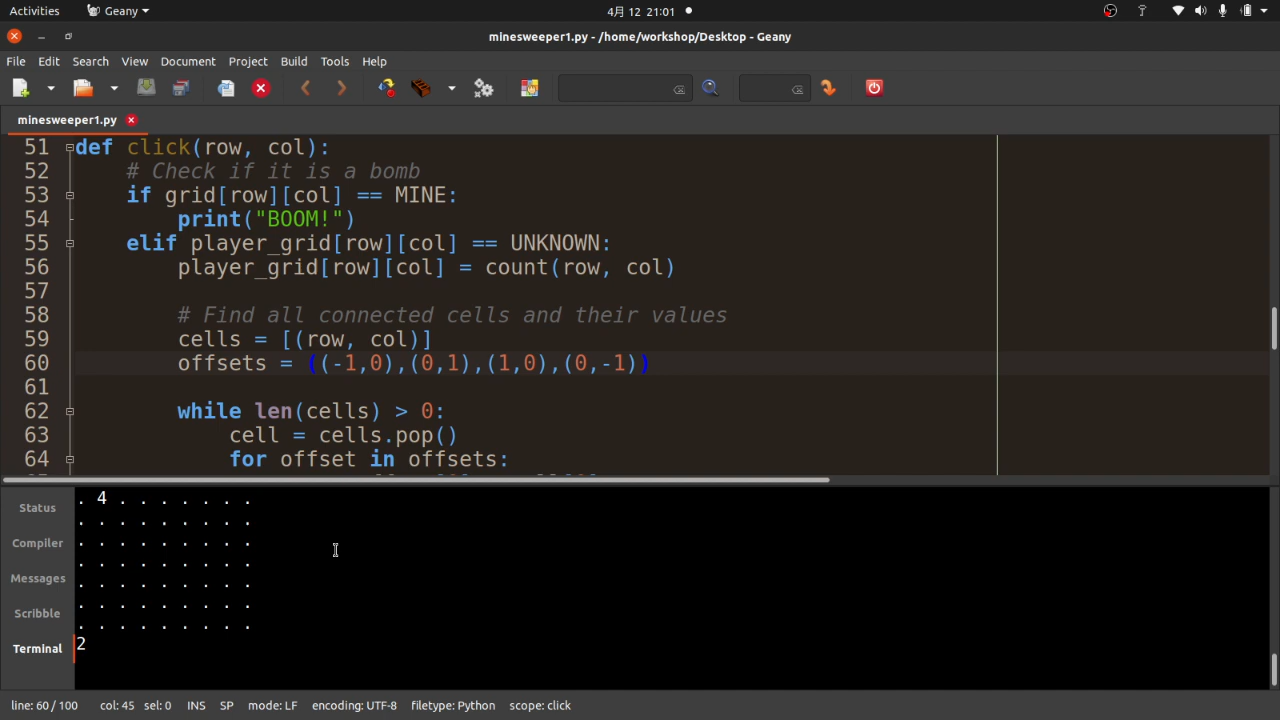 Activities Geany 4月 12 21:01
minesweeper1.py - /home/workshop/Desktop - Geany
File Edit Search View Document Project Build Tools Help
minesweeper1.py
51 def click(row, col):
52 # Check if it is a bomb
53 if grid[row][col] == MINE:
54 print("BOOM!")
55 elif player_grid[row][col] == UNKNOWN:
56 player_grid[row][col] = count(row, col)
57
58 # Find all connected cells and their values
59 cells = [(row, col)]
60 offsets = ((-1,0),(0,1),(1,0),(0,-1))
61
62 while len(cells) > 0:
63 cell = cells.pop()
64 for offset in offsets:
Status
Compiler
Messages
Scribble
Terminal
. 4 . . . . . . .
. . . . . . . . .
. . . . . . . . .
. . . . . . . . .
. . . . . . . . .
. . . . . . . . .
. . . . . . . . .
2
line: 60 / 100 col: 45 sel: 0 INS SP mode: LF encoding: UTF-8 filetype: Python scope: click